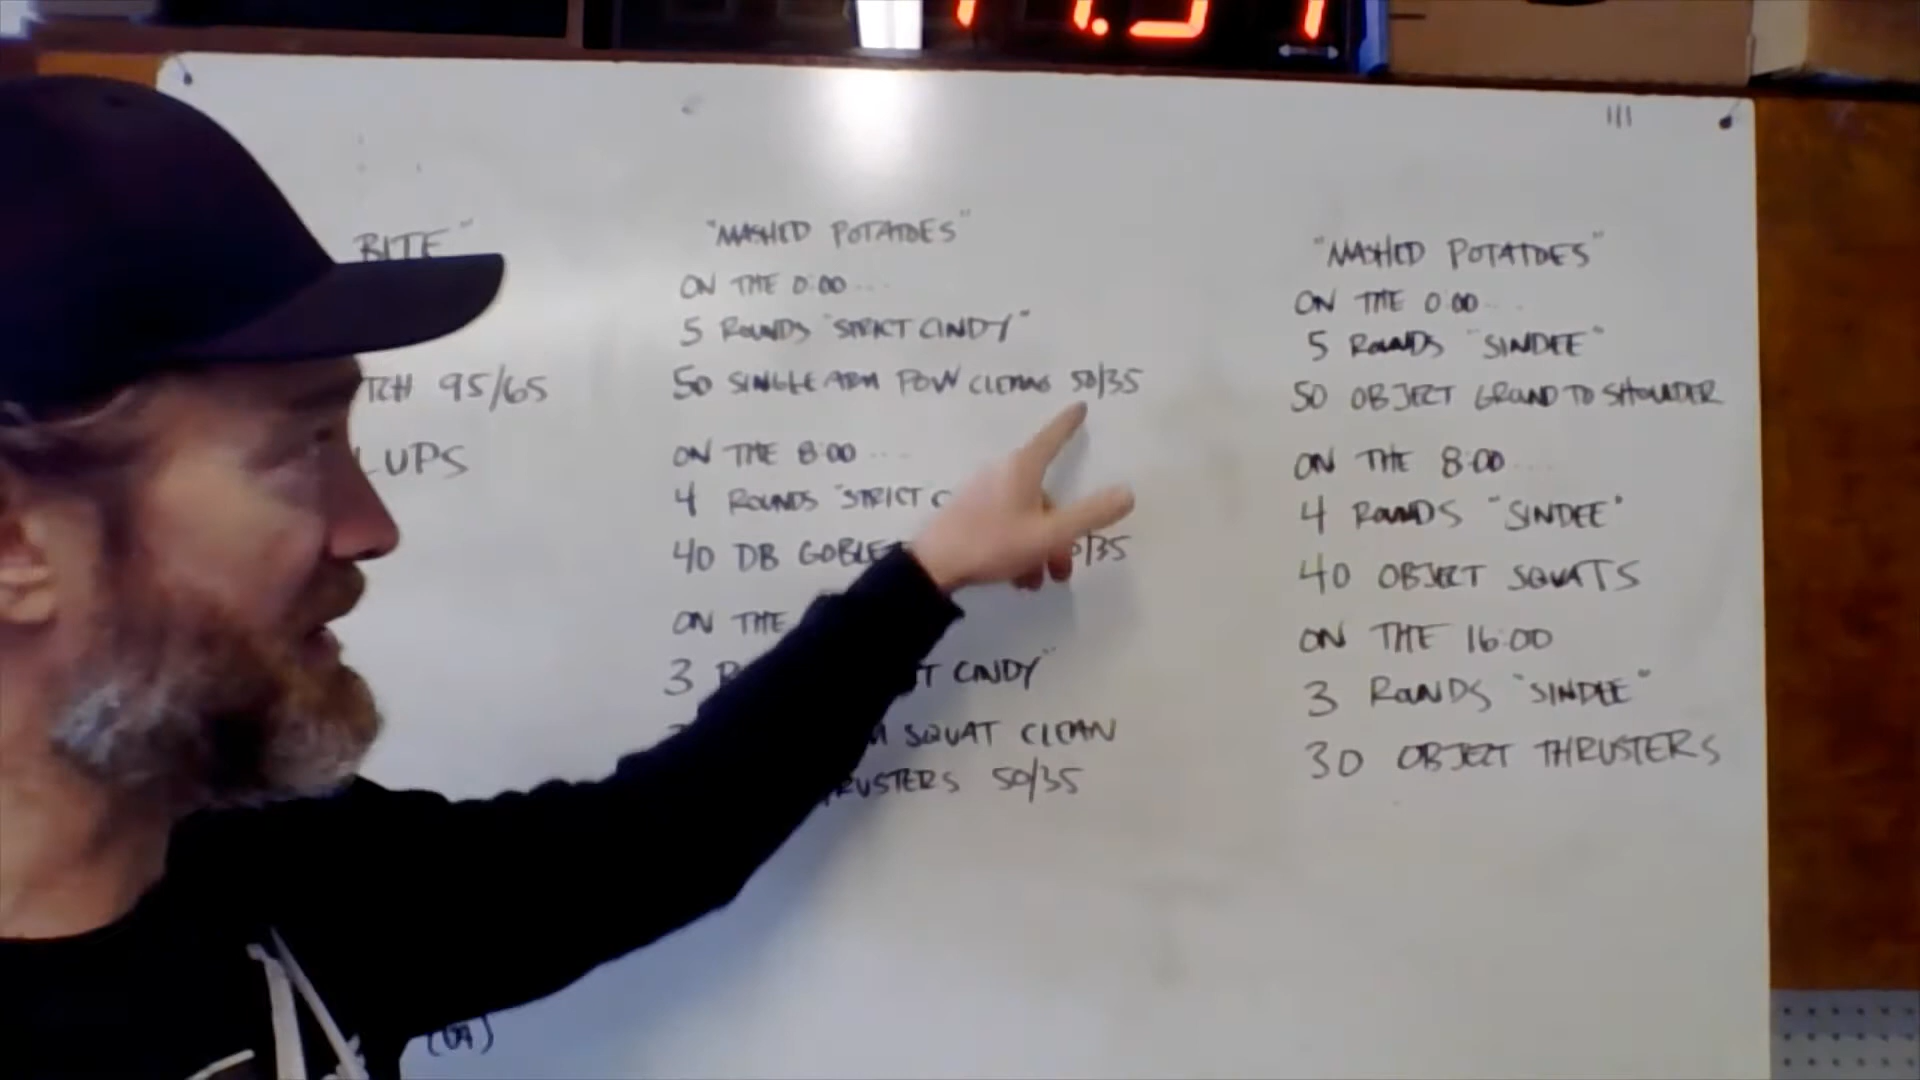 BITE"
TCH 95/65
LUPS
"MASHED POTATOES"
ON THE 0:00...
5 ROUNDS "STRICT CINDY"
50 SINGLE ARM POW CLEANS 50/35
ON THE 8:00...
4 ROUNDS "STRICT C
40 DB GOBLE /35
ON THE
3 R T CINDY"
M SQUAT CLEAN
RUSTERS 50/35
"MASHED POTATOES"
ON THE 0:00...
5 ROUNDS "SINDEE"
50 OBJECT GROUND TO SHOULDER
ON THE 8:00...
4 ROUNDS "SINDEE"
40 OBJECT SQUATS
ON THE 16:00
3 ROUNDS "SINDEE"
30 OBJECT THRUSTERS